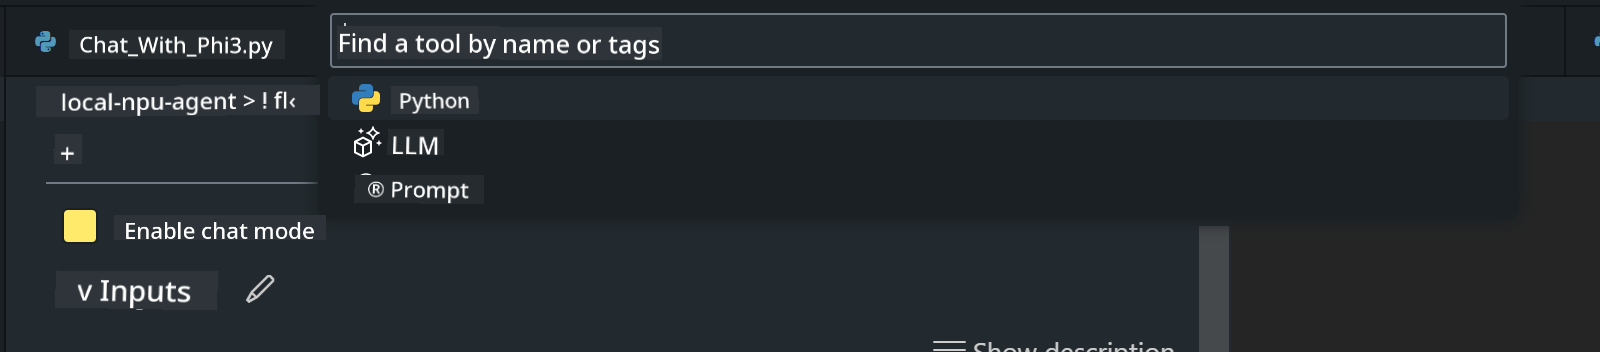 Chat_With_Phi3.py
Find a tool by name or tags
local-npu-agent > ! fl‹
Python
+
LLM
® Prompt
Enable chat mode
v Inputs
Show description